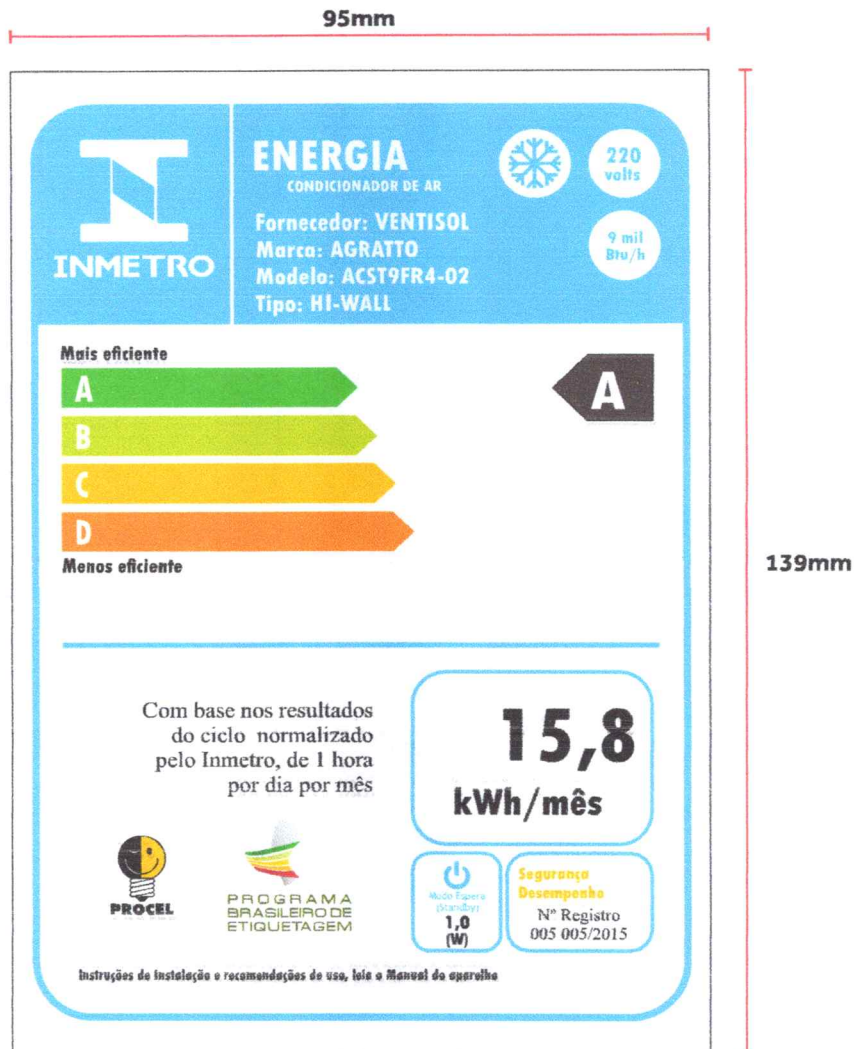 95mm
INMETRO
ENERGIA
CONDICIONADOR DE AR
220
volts
9 mil
Btu/h
Fornecedor: VENTISOL
Marca: AGRATTO
Modelo: ACST9FR4-02
Tipo: HI-WALL
Mais eficiente
A
A
B
C
D
Menos eficiente
139mm
Com base nos resultados
do ciclo normalizado
pelo Inmetro, de 1 hora
por dia por mês
15,8
kWh/mês
PROCEL
PROGRAMA
BRASILEIRO DE
ETIQUETAGEM
Modo Espera
(Standby)
1,0
(W)
Segurança
Desempenho
Nº Registro
005 005/2015
Instruções de instalação e recomendações de uso, leia o Manual do aparelho